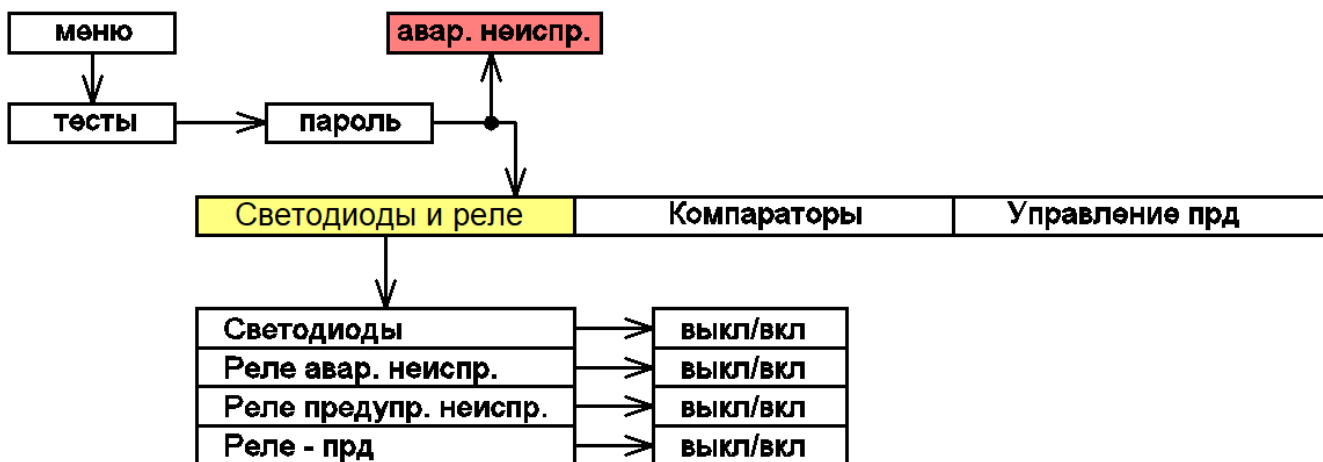 меню авар. неиспр.
тесты пароль
Светодиоды и реле Компараторы Управление прд
Светодиоды выкл/вкл
Реле авар. неиспр. выкл/вкл
Реле предупр. неиспр. выкл/вкл
Реле - прд выкл/вкл